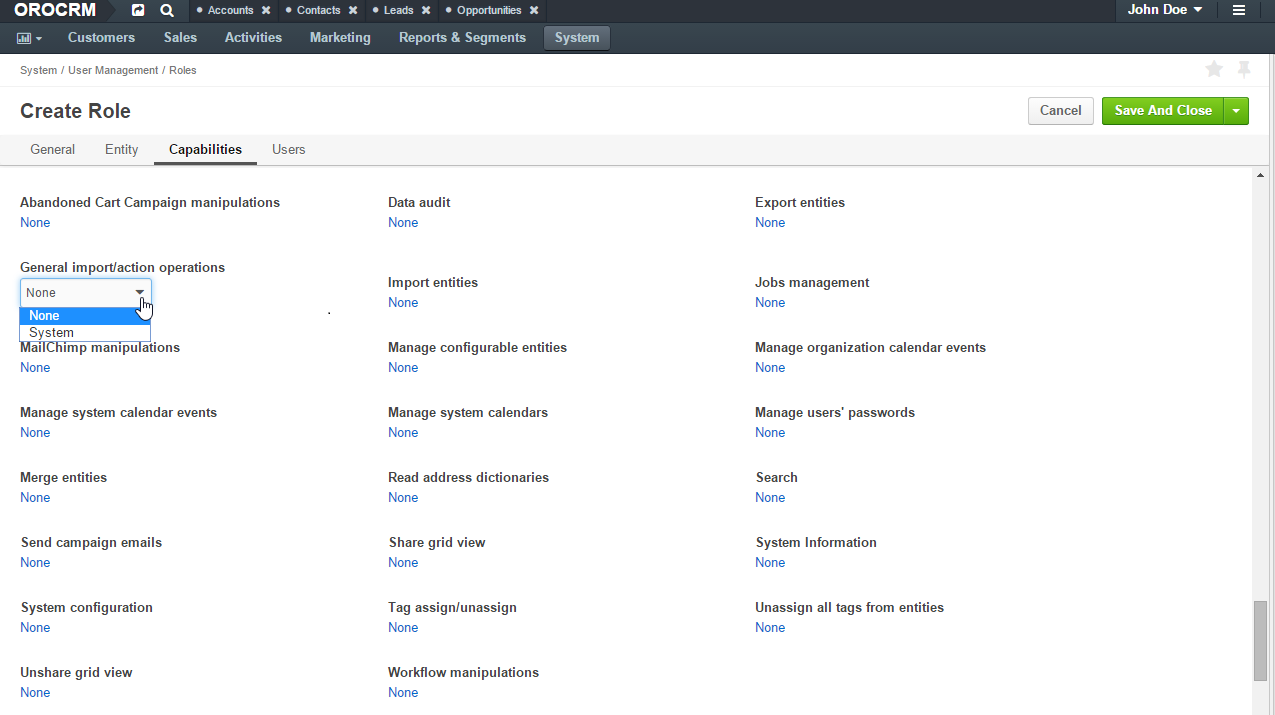 OROCRM Accounts Contacts Leads Opportunities John Doe
Customers Sales Activities Marketing Reports & Segments System
System / User Management / Roles
Create Role Cancel Save And Close
General Entity Capabilities Users
Abandoned Cart Campaign manipulations Data audit Export entities
None None None
General import/action operations
Import entities Jobs management
None
None None
None
System
MailChimp manipulations Manage configurable entities Manage organization calendar events
None None None
Manage system calendar events Manage system calendars Manage users' passwords
None None None
Merge entities Read address dictionaries Search
None None None
Send campaign emails Share grid view System Information
None None None
System configuration Tag assign/unassign Unassign all tags from entities
None None None
Unshare grid view Workflow manipulations
None None